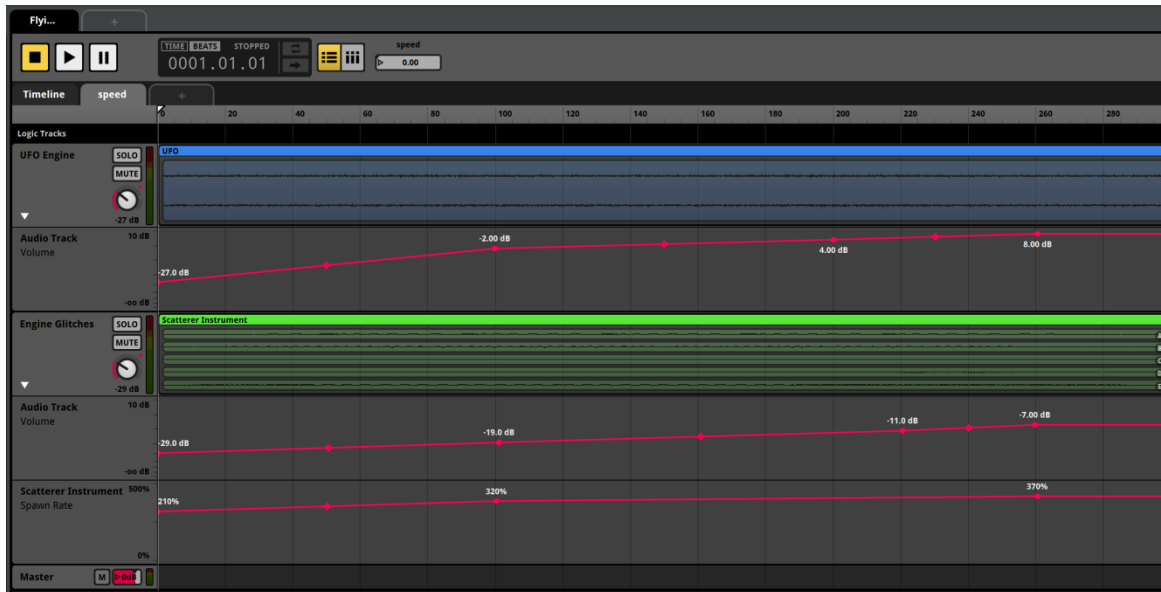 Flyi...
+
TIME BEATS STOPPED
0001.01.01
speed
0.00
Timeline
speed
+
0 20 40 60 80 100 120 140 160 180 200 220 240 260 280
Logic Tracks
UFO Engine
SOLO
MUTE
-27 dB
UFO
Audio Track
Volume
10 dB
-oo dB
-27.0 dB
-2.00 dB
4.00 dB
8.00 dB
Engine Glitches
SOLO
MUTE
-29 dB
Scatterer Instrument
Audio Track
Volume
10 dB
-oo dB
-29.0 dB
-19.0 dB
-11.0 dB
-7.00 dB
Scatterer Instrument
Spawn Rate
500%
0%
210%
320%
370%
Master
M
0dB